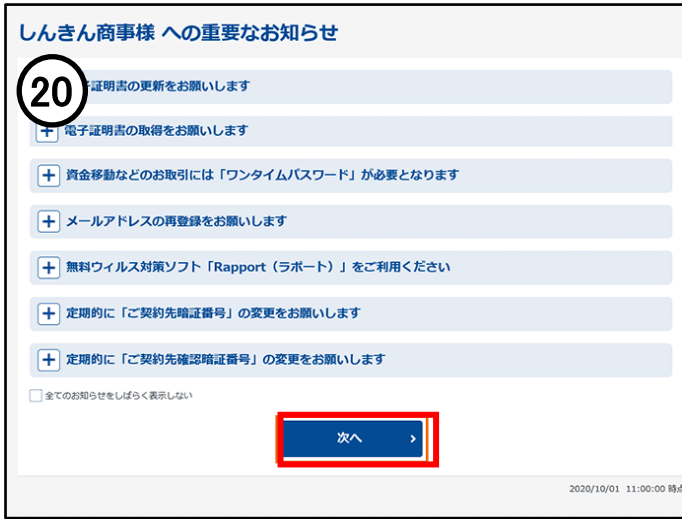 しんきん商事様 への重要なお知らせ
20
子証明書の更新をお願いします
電子証明書の取得をお願いします
資金移動などのお取引には「ワンタイムパスワード」が必要となります
メールアドレスの再登録をお願いします
無料ウィルス対策ソフト「Rapport（ラポート）」をご利用ください
定期的に「ご契約先暗証番号」の変更をお願いします
定期的に「ご契約先確認暗証番号」の変更をお願いします
全てのお知らせをしばらく表示しない
次へ
2020/10/01 11:00:00 時点